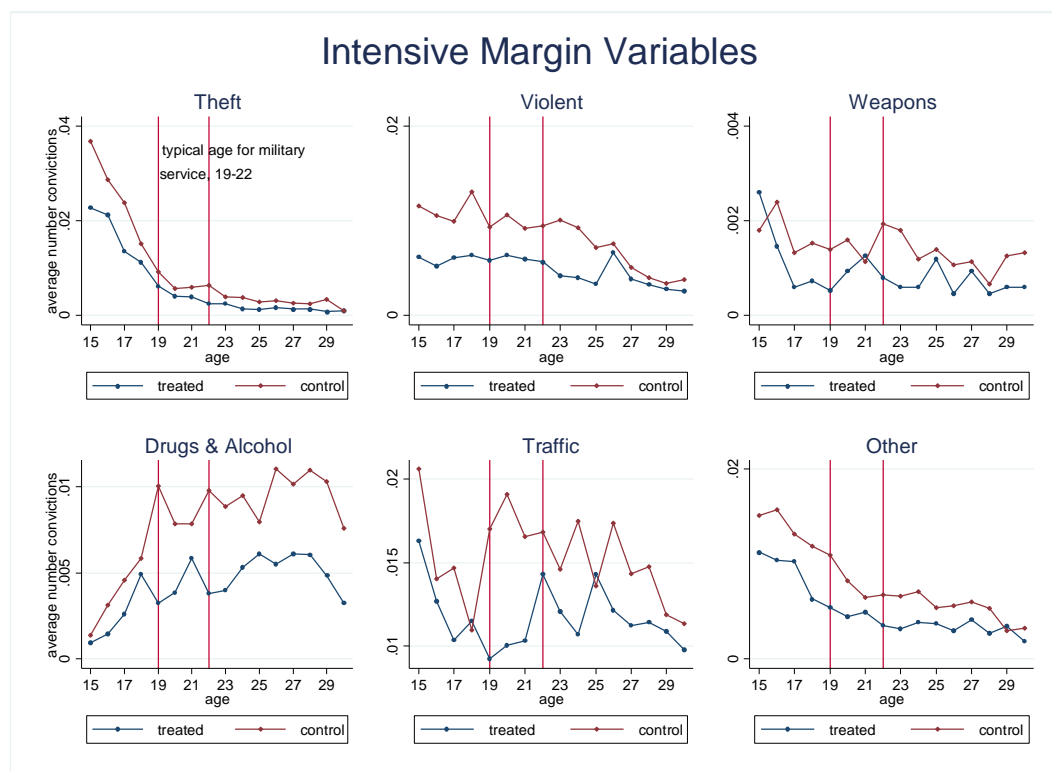 Intensive Margin Variables
Theft
Violent
Weapons
average number convictions
0
.02
.04
typical age for military
service, 19-22
15 17 19 21 23 25 27 29
age
treated control
0
.02
15 17 19 21 23 25 27 29
age
treated control
0
.002
.004
15 17 19 21 23 25 27 29
age
treated control
Drugs & Alcohol
Traffic
Other
average number convictions
0
.005
.01
15 17 19 21 23 25 27 29
age
treated control
.01
.015
.02
15 17 19 21 23 25 27 29
age
treated control
0
.02
15 17 19 21 23 25 27 29
age
treated control